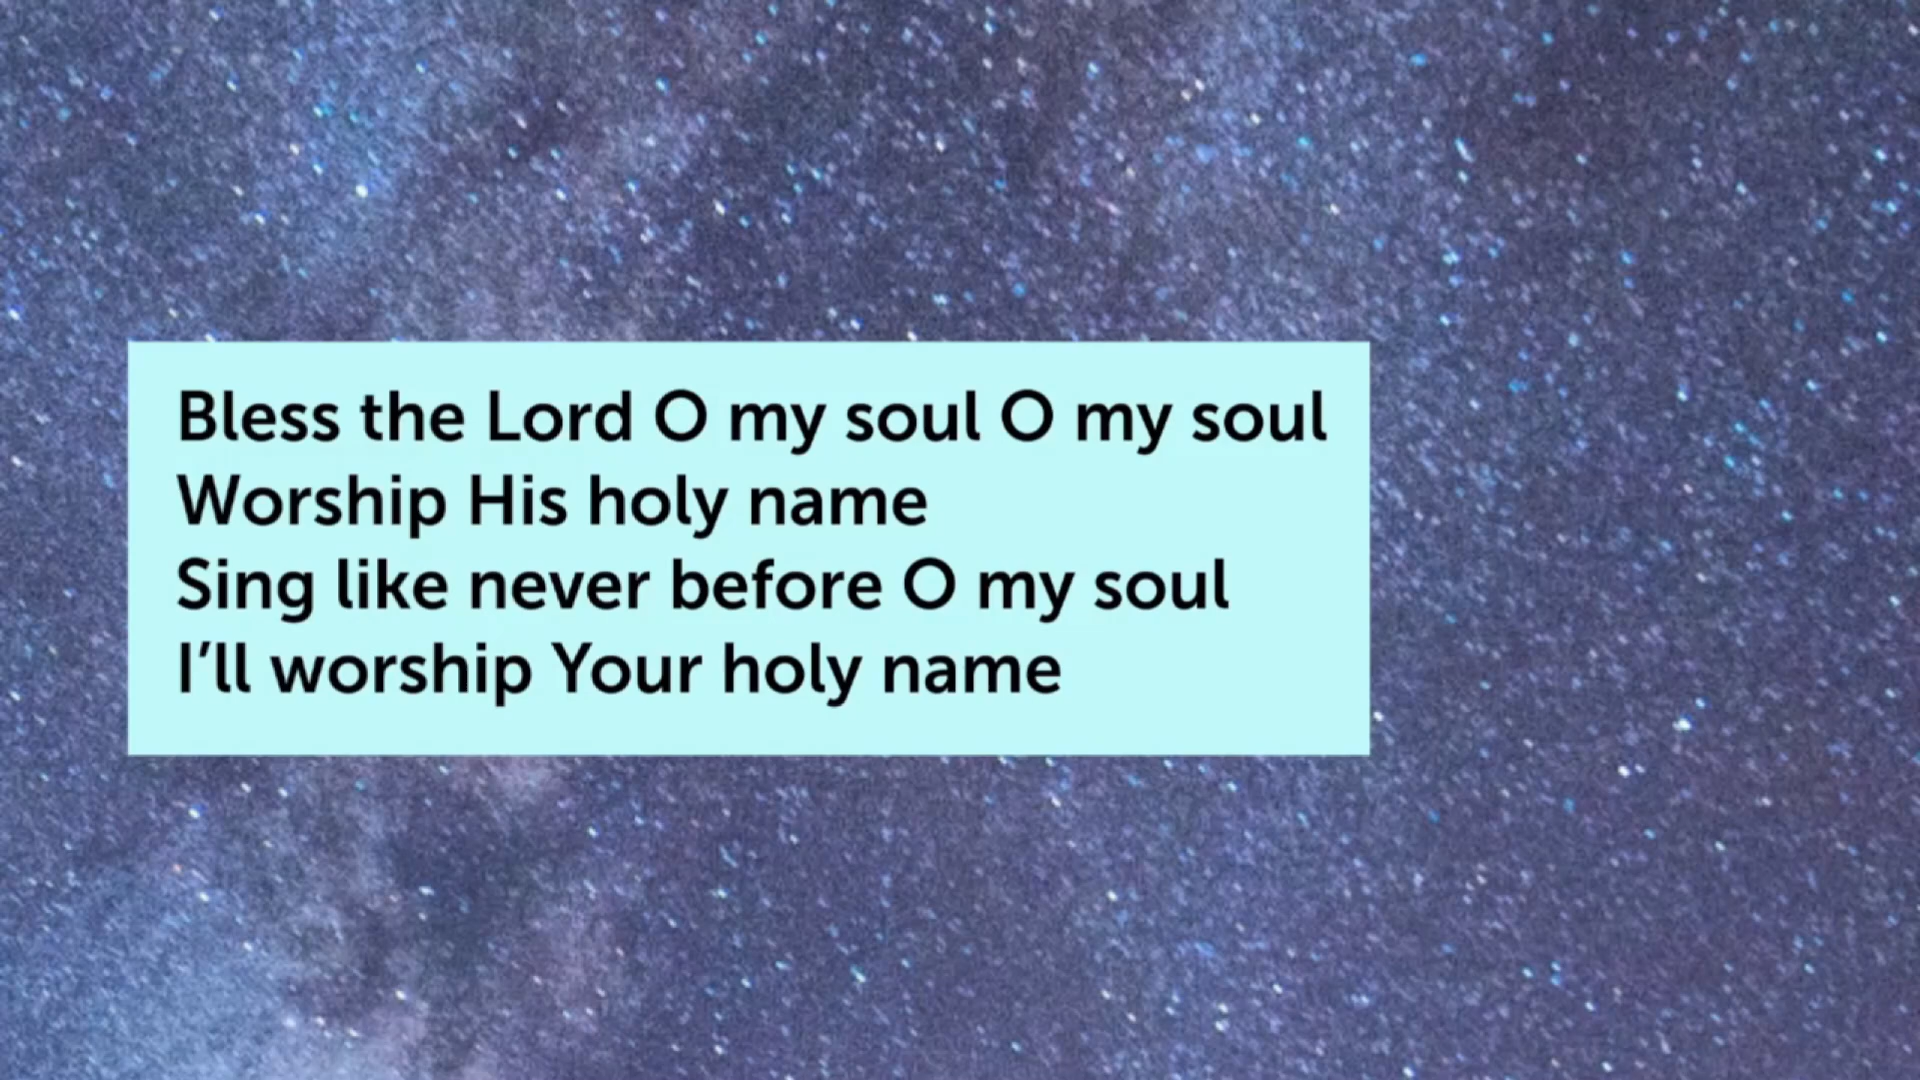 Bless the Lord O my soul O my soul
Worship His holy name
Sing like never before O my soul
I’ll worship Your holy name